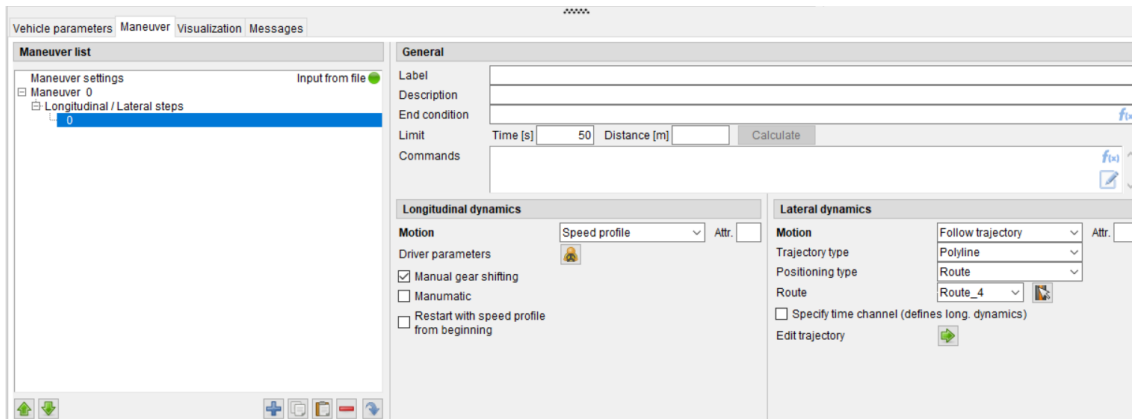 Vehicle parameters Maneuver Visualization Messages
Maneuver list
Maneuver settings Input from file
Maneuver 0
Longitudinal / Lateral steps
0
General
Label
Description
End condition f(x)
Limit Time [s] 50 Distance [m] Calculate
Commands f(x)
Longitudinal dynamics
Motion Speed profile Attr.
Driver parameters
Manual gear shifting
Manumatic
Restart with speed profile
from beginning
Lateral dynamics
Motion Follow trajectory Attr.
Trajectory type Polyline
Positioning type Route
Route Route_4
Specify time channel (defines long. dynamics)
Edit trajectory